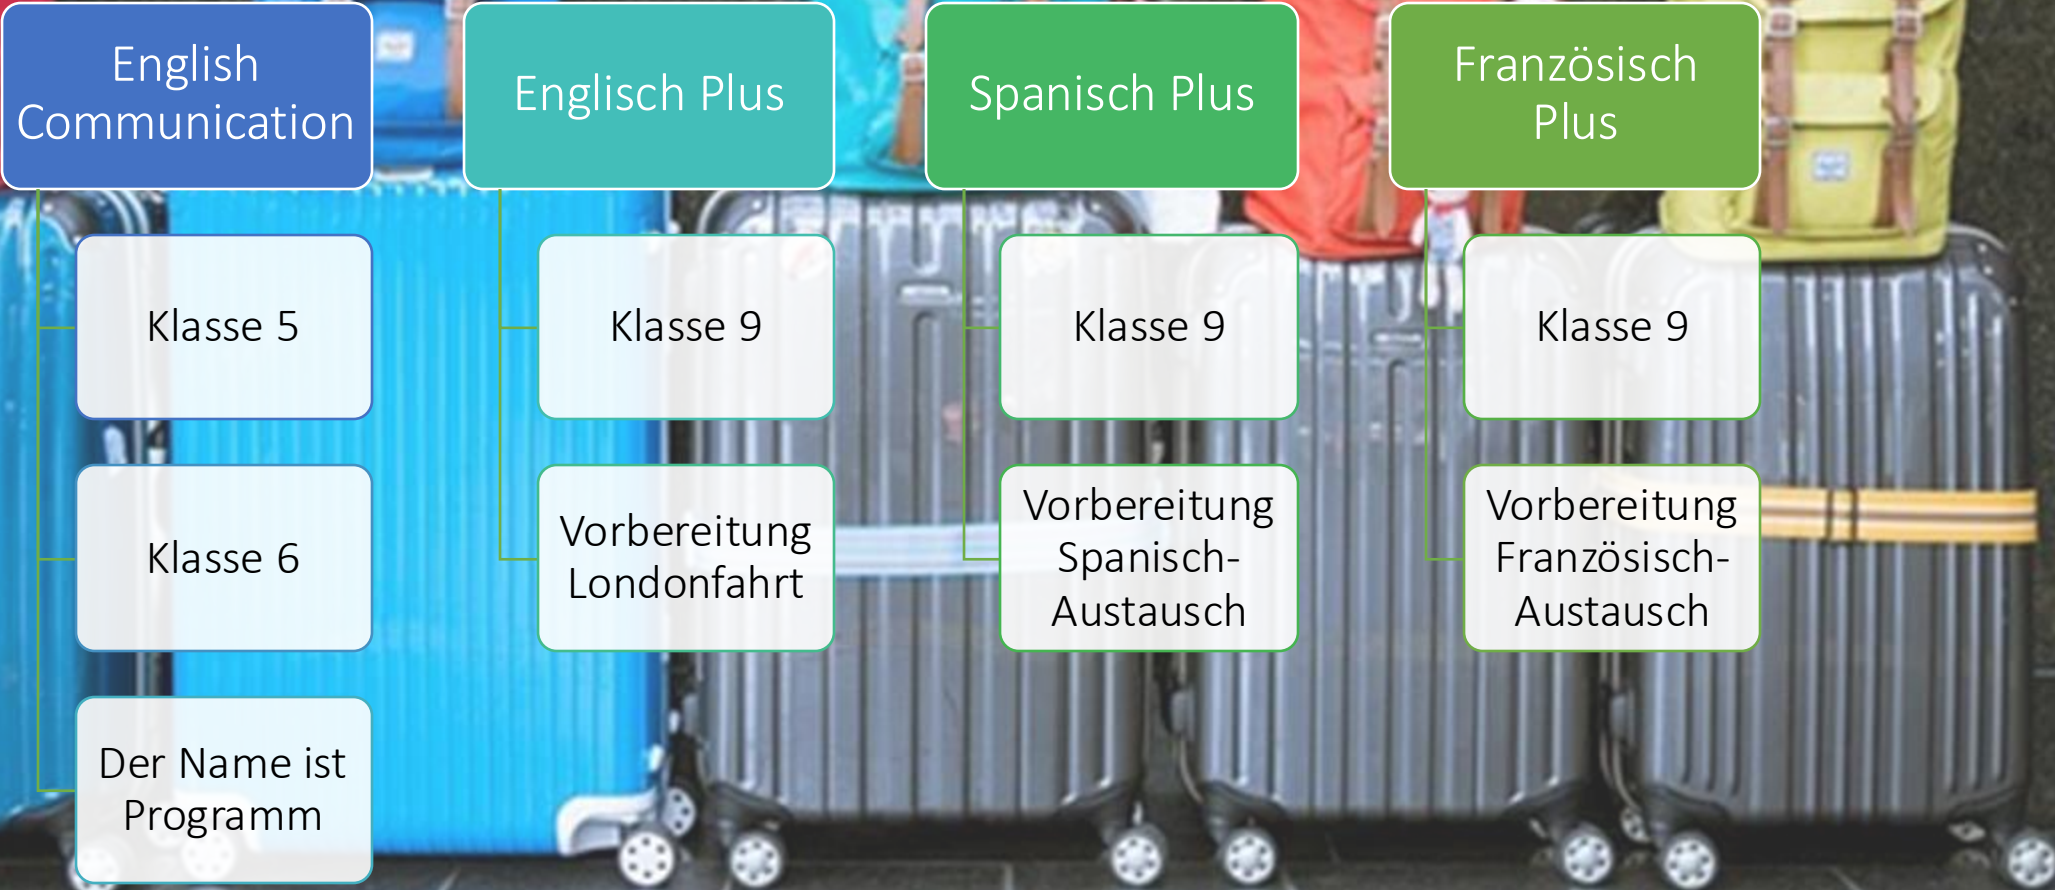 English
Communication
Klasse 5
Klasse 6
Der Name ist
Programm
Englisch Plus
Klasse 9
Vorbereitung
Londonfahrt
Spanisch Plus
Klasse 9
Vorbereitung
Spanisch-
Austausch
Französisch
Plus
Klasse 9
Vorbereitung
Französisch-
Austausch